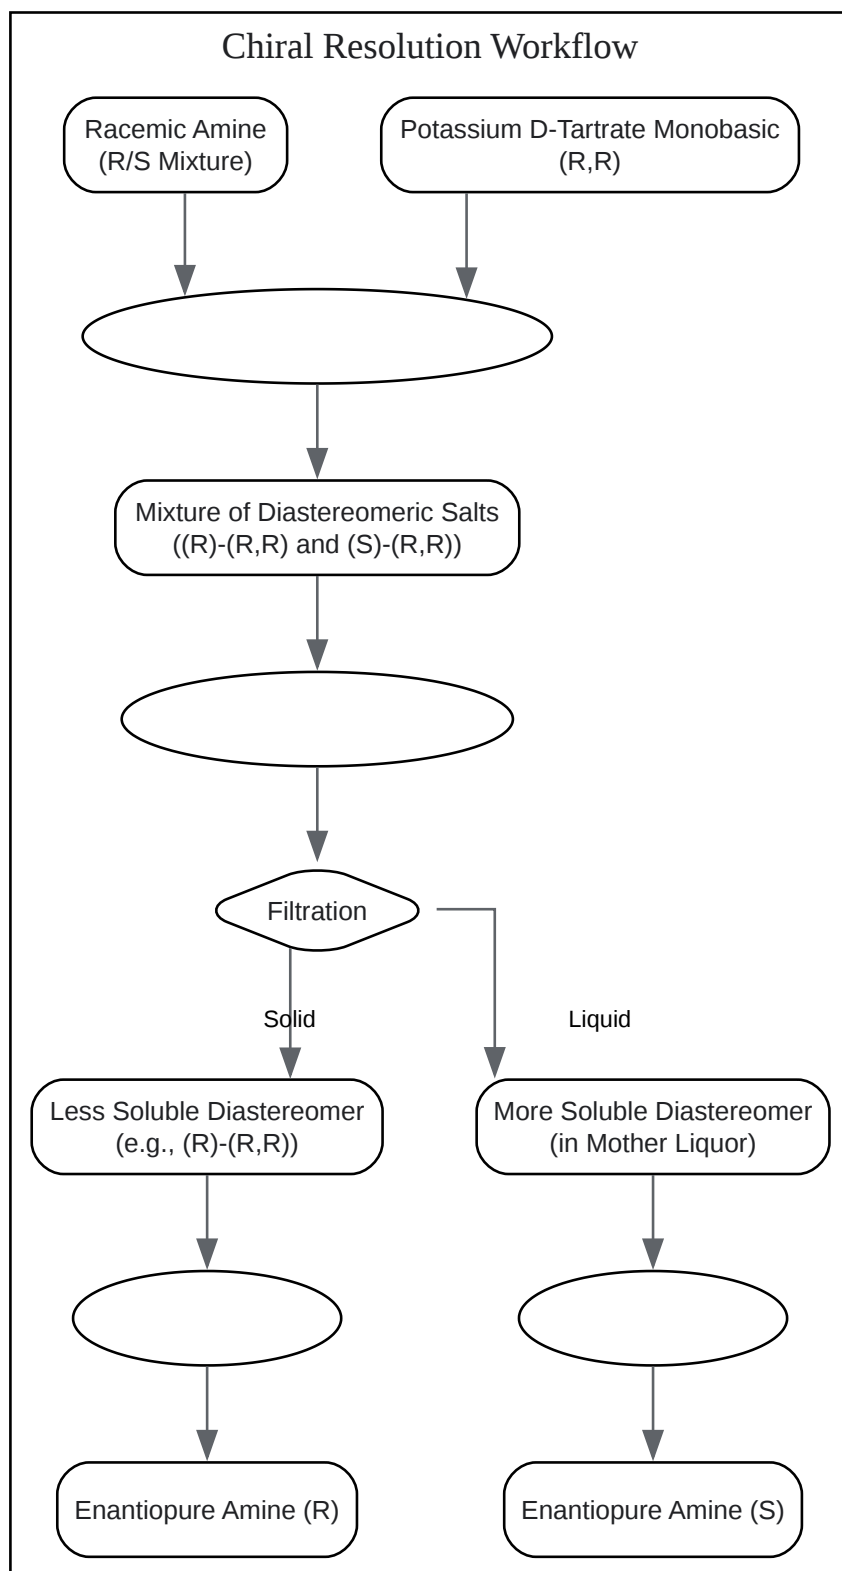 Chiral Resolution Workflow
Racemic Amine
(R/S Mixture)
Potassium D-Tartrate Monobasic
(R,R)
Mixture of Diastereomeric Salts
((R)-(R,R) and (S)-(R,R))
Filtration
Solid
Liquid
Less Soluble Diastereomer
(e.g., (R)-(R,R))
More Soluble Diastereomer
(in Mother Liquor)
Enantiopure Amine (R)
Enantiopure Amine (S)